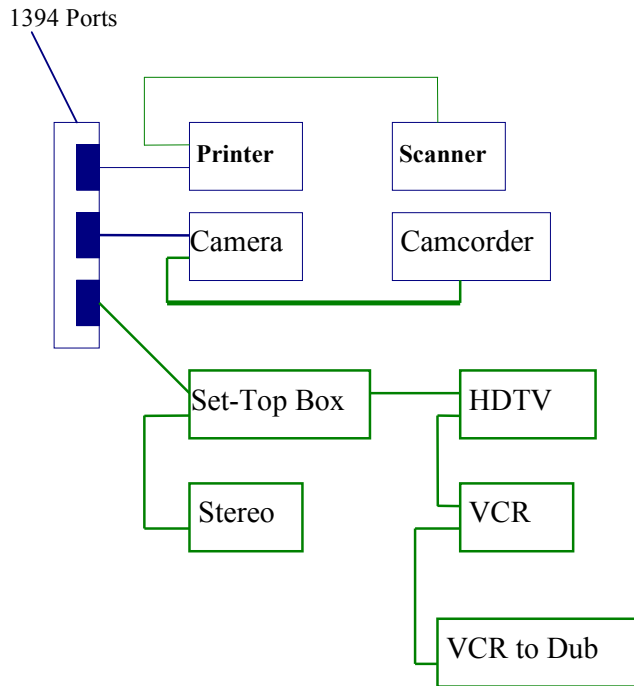 1394 Ports
Printer
Scanner
Camera
Camcorder
Set-Top Box
HDTV
Stereo
VCR
VCR to Dub